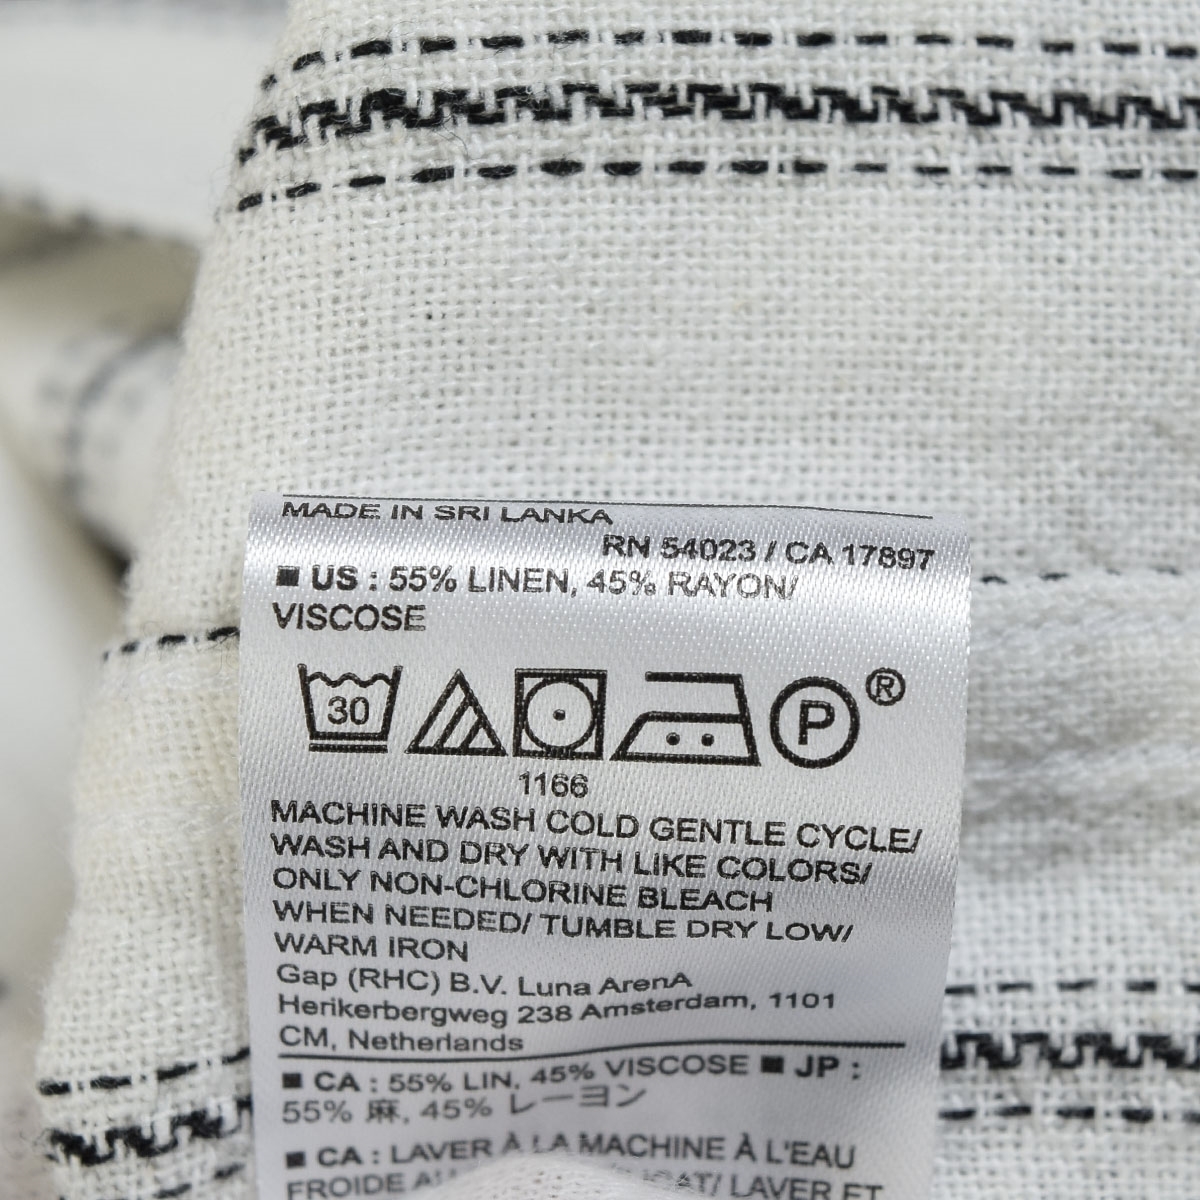 MADE IN SRI LANKA
RN 54023 / CA 17897
■ US : 55% LINEN, 45% RAYON/
VISCOSE
30 P ®
1166
MACHINE WASH COLD GENTLE CYCLE/
WASH AND DRY WITH LIKE COLORS/
ONLY NON-CHLORINE BLEACH
WHEN NEEDED/ TUMBLE DRY LOW/
WARM IRON
Gap (RHC) B.V. Luna ArenA
Herikerbergweg 238 Amsterdam, 1101
CM, Netherlands
■ CA : 55% LIN, 45% VISCOSE ■ JP :
55% 麻, 45% レーヨン
■ CA : LAVER À LA MACHINE À L'EAU
FROIDE LAVER ET